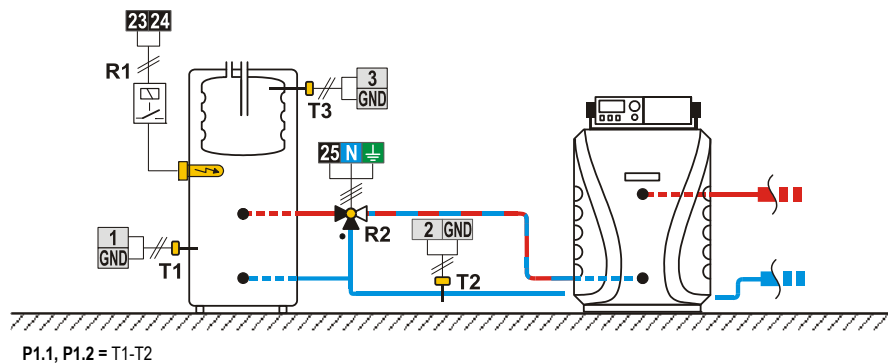 23 24
R1
3
GND
T3
25 N
R2
2 GND
1
GND
T1
T2
P1.1, P1.2 = T1-T2